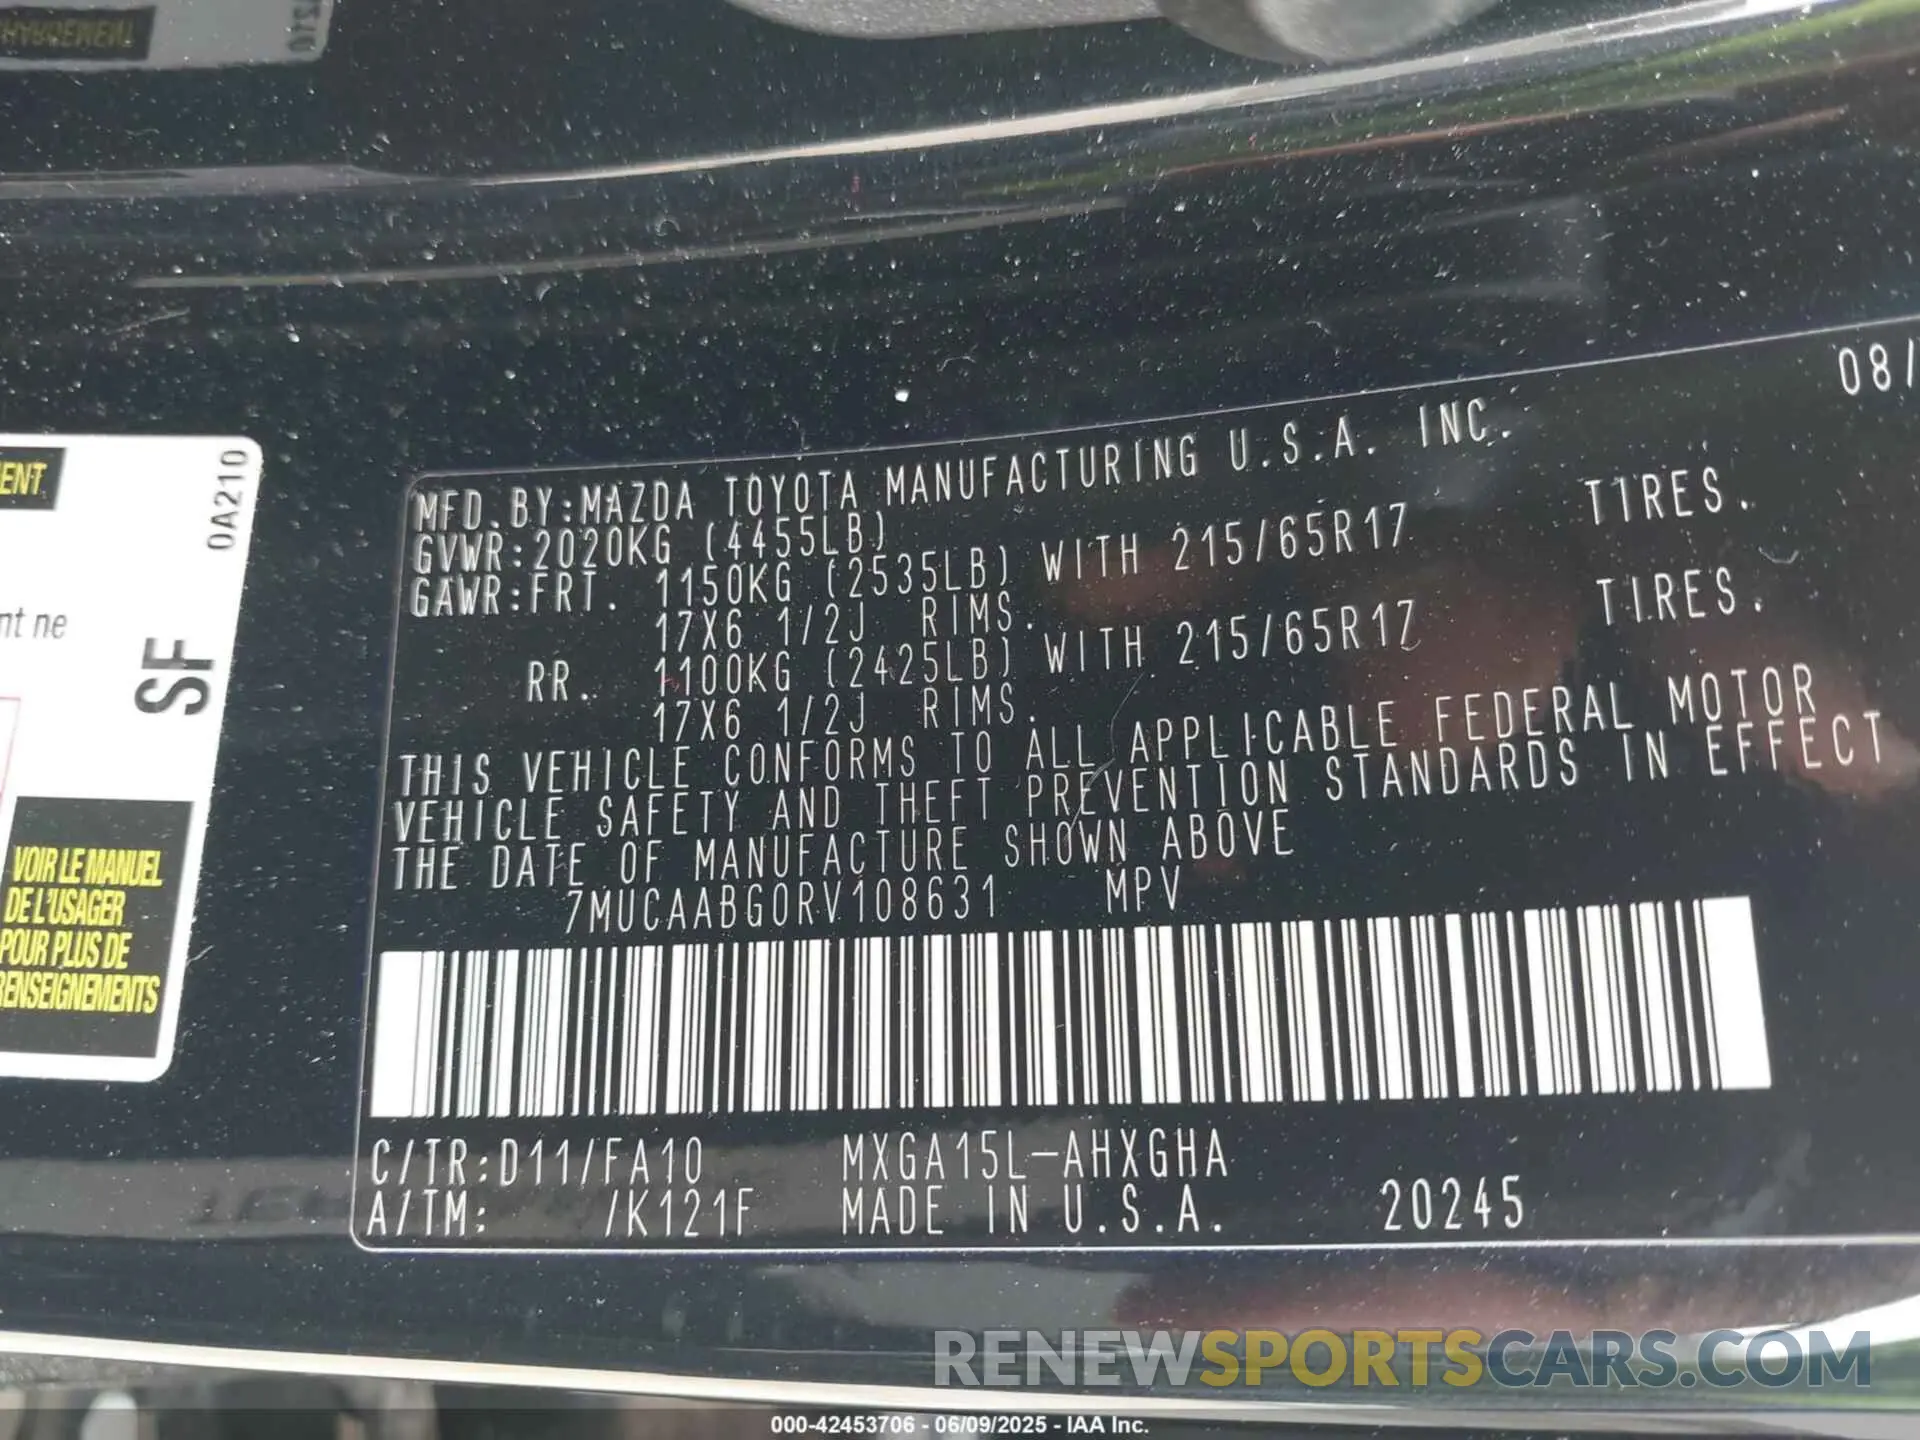 08/
MFD. BY:MAZDA TOYOTA MANUFACTURING U.S.A. INC.
GVWR:2020KG (4455LB)
GAWR:FRT. 1150KG (2535LB) WITH 215/65R17 TIRES.
17X6 1/2J RIMS.
RR. 1100KG (2425LB) WITH 215/65R17 TIRES.
17X6 1/2J RIMS.
THIS VEHICLE CONFORMS TO ALL APPLICABLE FEDERAL MOTOR
VEHICLE SAFETY AND THEFT PREVENTION STANDARDS IN EFFECT
THE DATE OF MANUFACTURE SHOWN ABOVE
7MUCAABG0RV108631 MPV
C/TR:D11/FA10 MXGA15L-AHXGHA
A/TM: /K121F MADE IN U.S.A. 20245
ENT
0A210
nt ne
SF
VOIR LE MANUEL
DE L'USAGER
POUR PLUS DE
RENSEIGNEMENTS
RENEWSPORTSCARS.COM
000-42453706 - 06/09/2025 - IAA Inc.